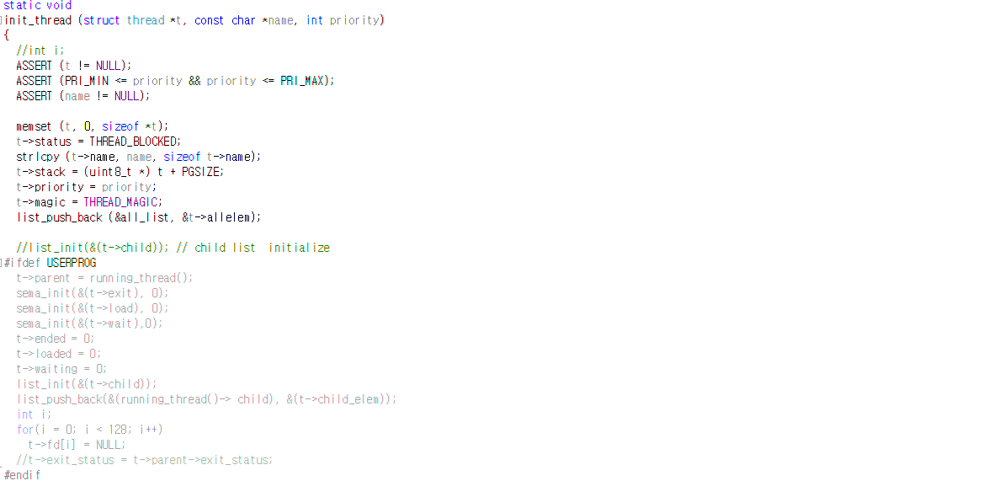 static void
init_thread (struct thread *t, const char *name, int priority)
{
  //int i;
  ASSERT (t != NULL);
  ASSERT (PRI_MIN <= priority && priority <= PRI_MAX);
  ASSERT (name != NULL);

  memset (t, 0, sizeof *t);
  t->status = THREAD_BLOCKED;
  strlcpy (t->name, name, sizeof t->name);
  t->stack = (uint8_t *) t + PGSIZE;
  t->priority = priority;
  t->magic = THREAD_MAGIC;
  list_push_back (&all_list, &t->allelem);

  //list_init(&(t->child)); // child list  initialize
#ifdef USERPROG
  t->parent = running_thread();
  sema_init(&(t->exit), 0);
  sema_init(&(t->load), 0);
  sema_init(&(t->wait),0);
  t->ended = 0;
  t->loaded = 0;
  t->waiting = 0;
  list_init(&(t->child));
  list_push_back(&(running_thread()-> child), &(t->child_elem));
  int i;
  for(i = 0; i < 128; i++)
    t->fd[i] = NULL;
  //t->exit_status = t->parent->exit_status;
#endif